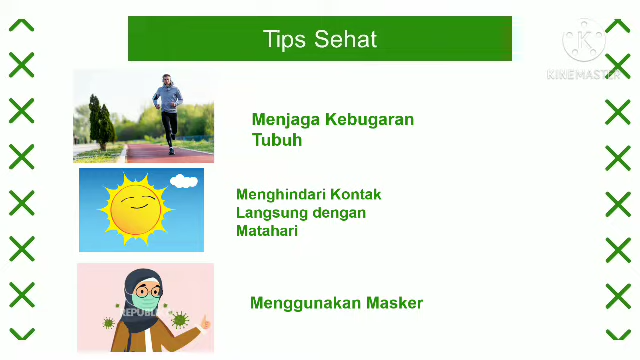 Tips Sehat
KINEMASTER
Menjaga Kebugaran
Tubuh
Menghindari Kontak
Langsung dengan
Matahari
Menggunakan Masker